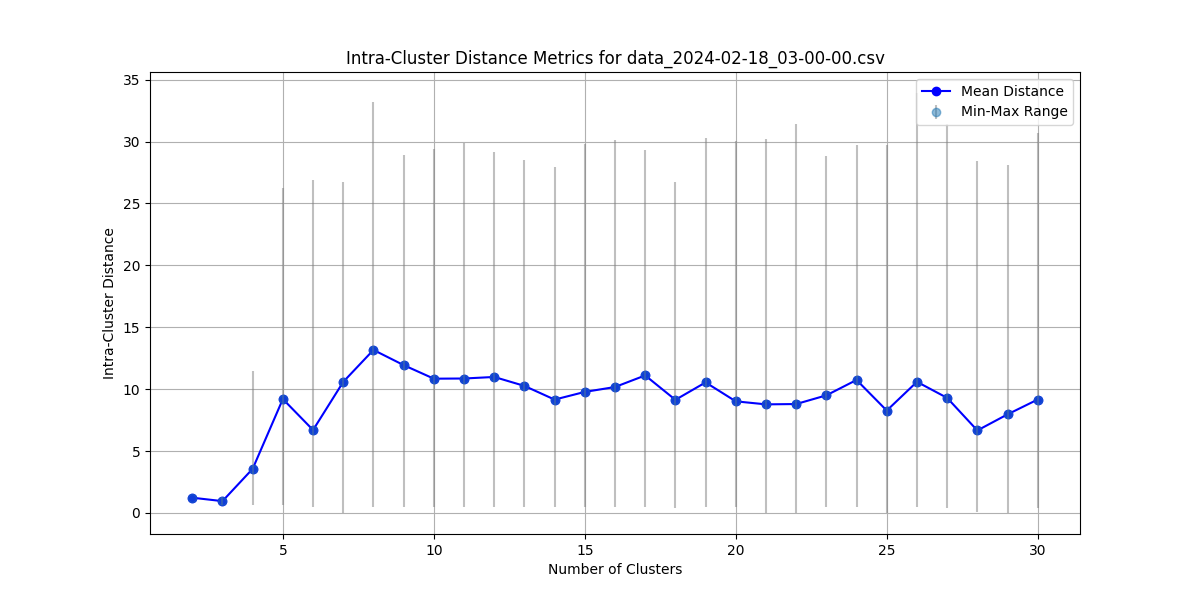 Intra-Cluster Distance Metrics for data_2024-02-18_03-00-00.csv
Mean Distance
Min-Max Range
Intra-Cluster Distance
35
30
25
20
15
10
5
0
5
10
15
20
25
30
Number of Clusters